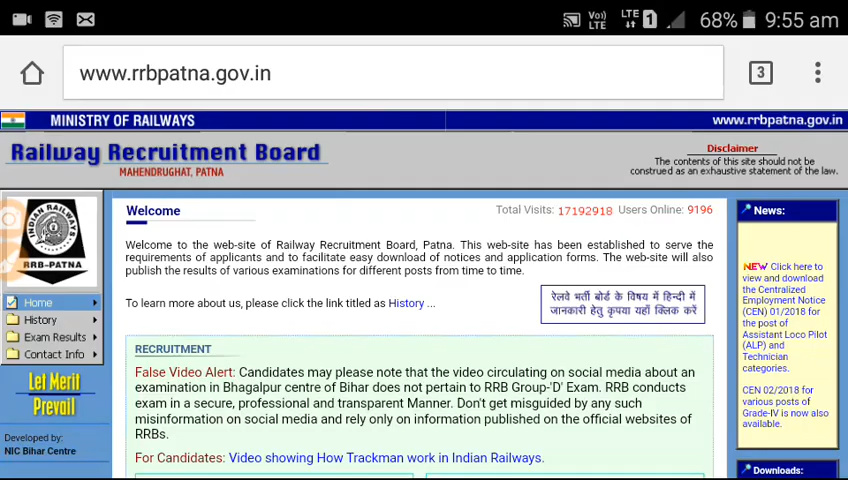 Vo)) LTE LTE 1 68% 9:55 am
www.rrbpatna.gov.in 3
MINISTRY OF RAILWAYS www.rrbpatna.gov.in
Railway Recruitment Board
MAHENDRUGHAT, PATNA
Disclaimer
The contents of this site should not be
construed as an exhaustive statement of the law.
INDIAN RAILWAYS
RRB-PATNA
Home
History
Exam Results
Contact Info
Let Merit
Prevail
Developed by:
NIC Bihar Centre
Welcome
Total Visits: 17192918 Users Online: 9196
Welcome to the web-site of Railway Recruitment Board, Patna. This web-site has been established to serve the
requirements of applicants and to facilitate easy download of notices and application forms. The web-site will also
publish the results of various examinations for different posts from time to time.
To learn more about us, please click the link titled as History ...
रेलवे भर्ती बोर्ड के विषय में हिन्दी में
जानकारी हेतु कृपया यहाँ क्लिक करें
RECRUITMENT
False Video Alert: Candidates may please note that the video circulating on social media about an
examination in Bhagalpur centre of Bihar does not pertain to RRB Group-'D' Exam. RRB conducts
exam in a secure, professional and transparent Manner. Don't get misguided by any such
misinformation on social media and rely only on information published on the official websites of
RRBs.
For Candidates: Video showing How Trackman work in Indian Railways.
News:
NEW Click here to
view and download
the Centralized
Employment Notice
(CEN) 01/2018 for
the post of
Assistant Loco Pilot
(ALP) and
Technician
categories.
CEN 02/2018 for
various posts of
Grade-IV is now also
available.
Downloads: